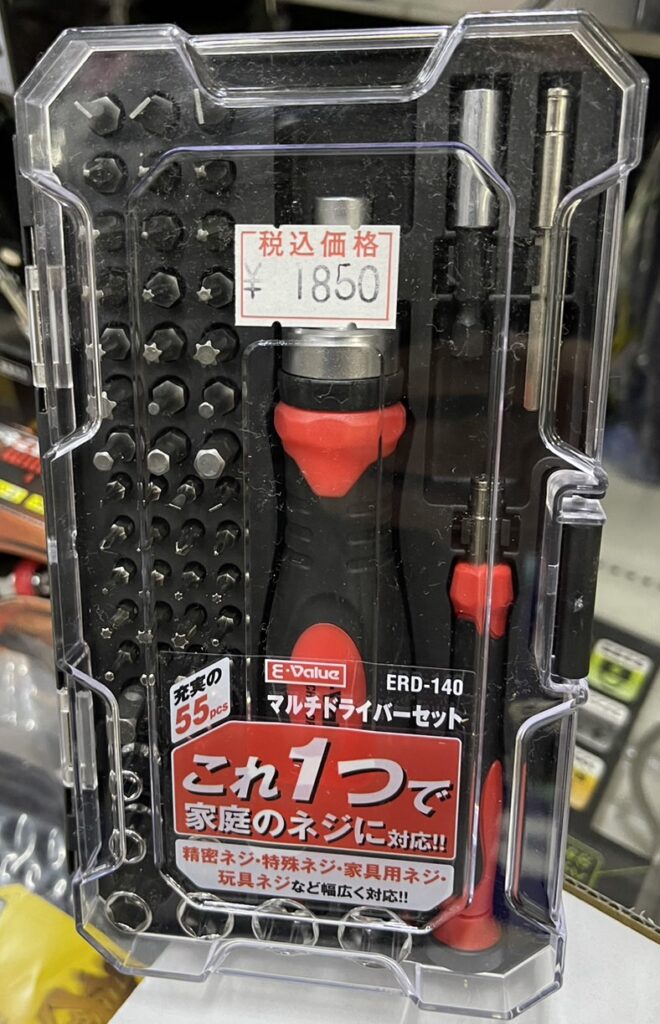 税込価格
¥ 1850
E-Value
ERD-140
充実の
55pcs
マルチドライバーセット
これ1つで
家庭のネジに対応!!
精密ネジ・特殊ネジ・家具用ネジ・
玩具ネジなど幅広く対応!!